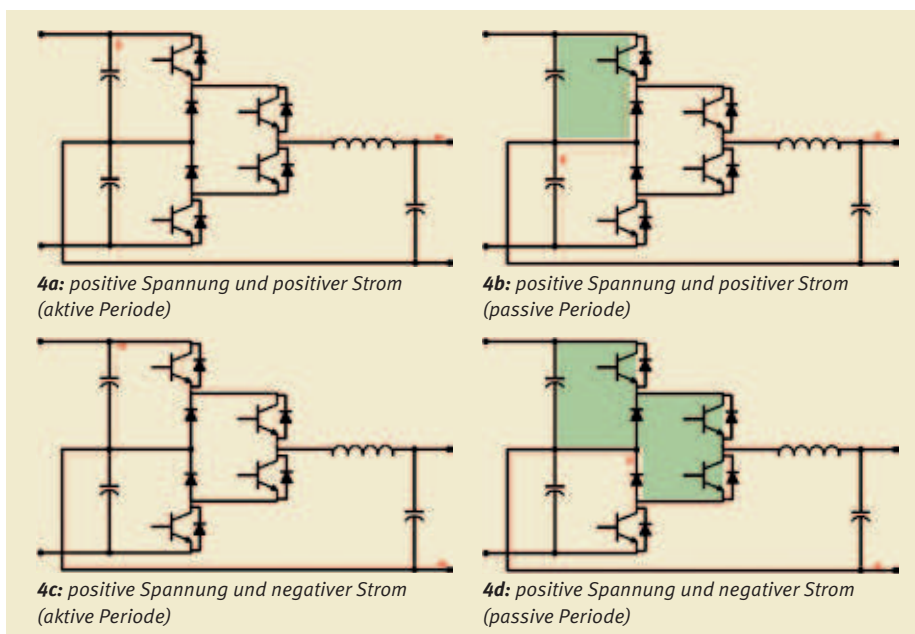 4a: positive Spannung und positiver Strom
(aktive Periode)
4b: positive Spannung und positiver Strom
(passive Periode)
4c: positive Spannung und negativer Strom
(aktive Periode)
4d: positive Spannung und negativer Strom
(passive Periode)